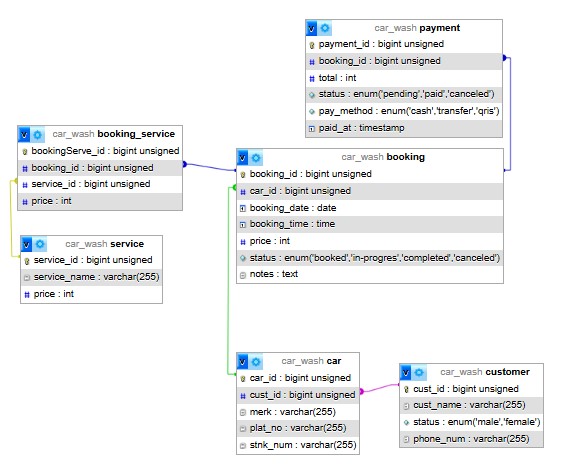 car_wash payment
payment_id : bigint unsigned
booking_id : bigint unsigned
total : int
status : enum('pending','paid','canceled')
pay_method : enum('cash','transfer','qris')
paid_at : timestamp
car_wash booking_service
bookingServe_id : bigint unsigned
booking_id : bigint unsigned
service_id : bigint unsigned
price : int
car_wash booking
booking_id : bigint unsigned
car_id : bigint unsigned
booking_date : date
booking_time : time
price : int
status : enum('booked','in-progres','completed','canceled')
notes : text
car_wash service
service_id : bigint unsigned
service_name : varchar(255)
price : int
car_wash car
car_id : bigint unsigned
cust_id : bigint unsigned
merk : varchar(255)
plat_no : varchar(255)
stnk_num : varchar(255)
car_wash customer
cust_id : bigint unsigned
cust_name : varchar(255)
status : enum('male','female')
phone_num : varchar(255)